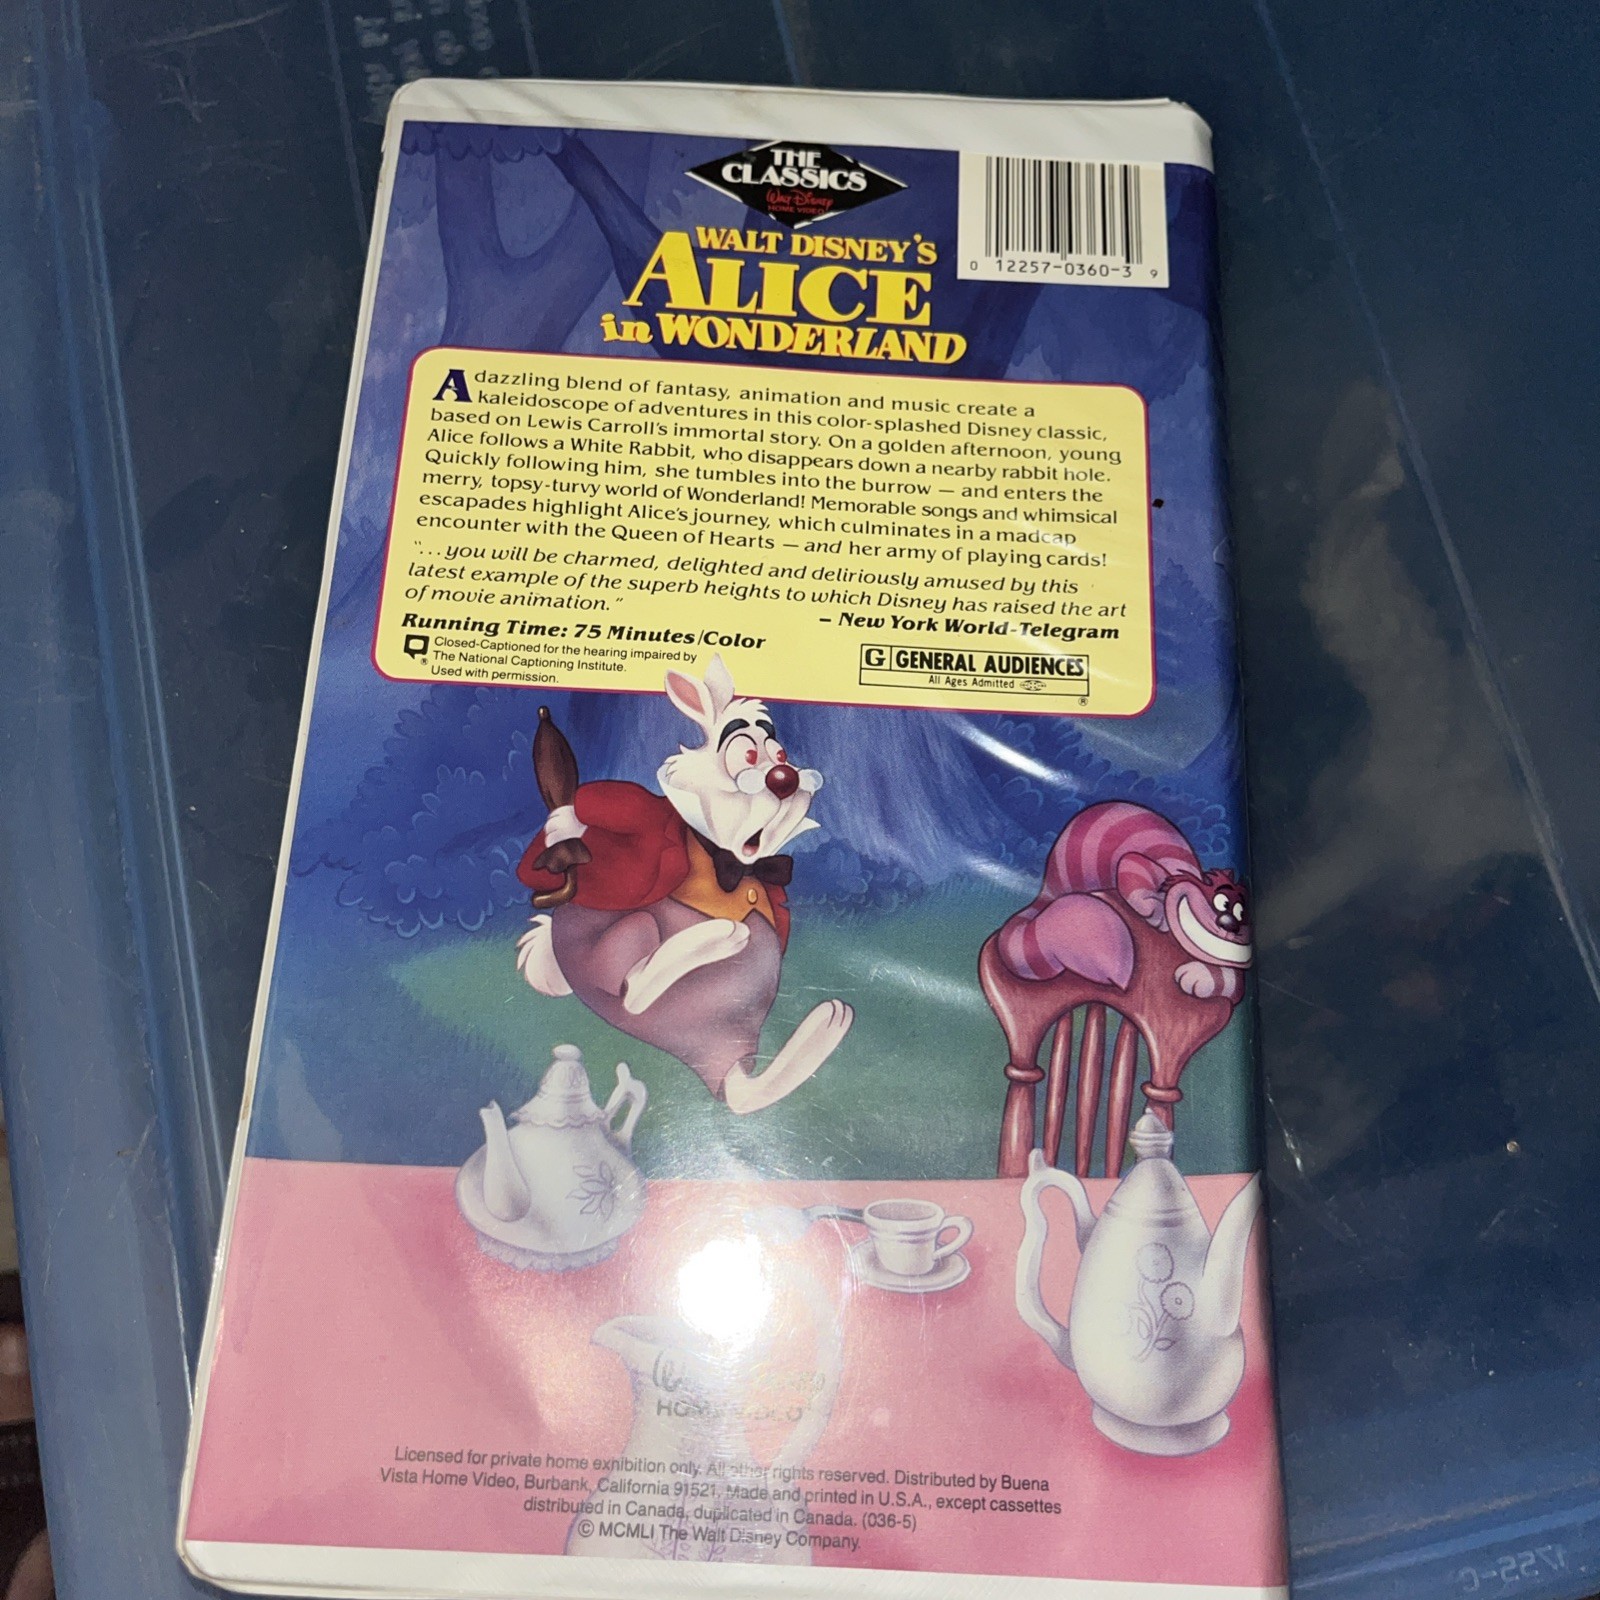 THE
CLASSICS
Walt Disney
HOME VIDEO
WALT DISNEY'S
ALICE
in WONDERLAND
0 12257-0360-3 9
A dazzling blend of fantasy, animation and music create a
kaleidoscope of adventures in this color-splashed Disney classic,
based on Lewis Carroll's immortal story. On a golden afternoon, young
Alice follows a White Rabbit, who disappears down a nearby rabbit hole.
Quickly following him, she tumbles into the burrow — and enters the
merry, topsy-turvy world of Wonderland! Memorable songs and whimsical
escapades highlight Alice's journey, which culminates in a madcap
encounter with the Queen of Hearts — and her army of playing cards!
"...you will be charmed, delighted and deliriously amused by this
latest example of the superb heights to which Disney has raised the art
of movie animation."
– New York World-Telegram
Running Time: 75 Minutes/Color
Closed-Captioned for the hearing impaired by
® The National Captioning Institute.
Used with permission.
G GENERAL AUDIENCES
All Ages Admitted
®
HOME VIDEO
Licensed for private home exhibition only. All other rights reserved. Distributed by Buena
Vista Home Video, Burbank, California 91521. Made and printed in U.S.A., except cassettes
distributed in Canada, duplicated in Canada. (036-5)
© MCMLI The Walt Disney Company.